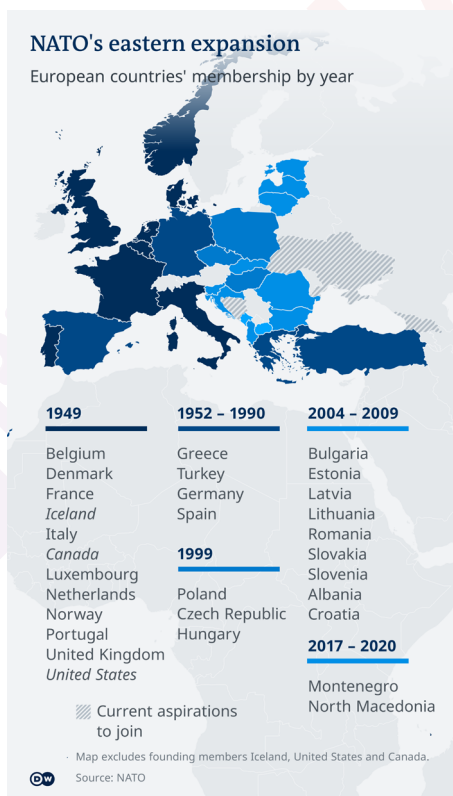 NATO's eastern expansion
European countries' membership by year
1949
Belgium
Denmark
France
Iceland
Italy
Canada
Luxembourg
Netherlands
Norway
Portugal
United Kingdom
United States
1952 – 1990
Greece
Turkey
Germany
Spain
1999
Poland
Czech Republic
Hungary
2004 – 2009
Bulgaria
Estonia
Latvia
Lithuania
Romania
Slovakia
Slovenia
Albania
Croatia
2017 – 2020
Montenegro
North Macedonia
Current aspirations
to join
Map excludes founding members Iceland, United States and Canada.
DW
Source: NATO